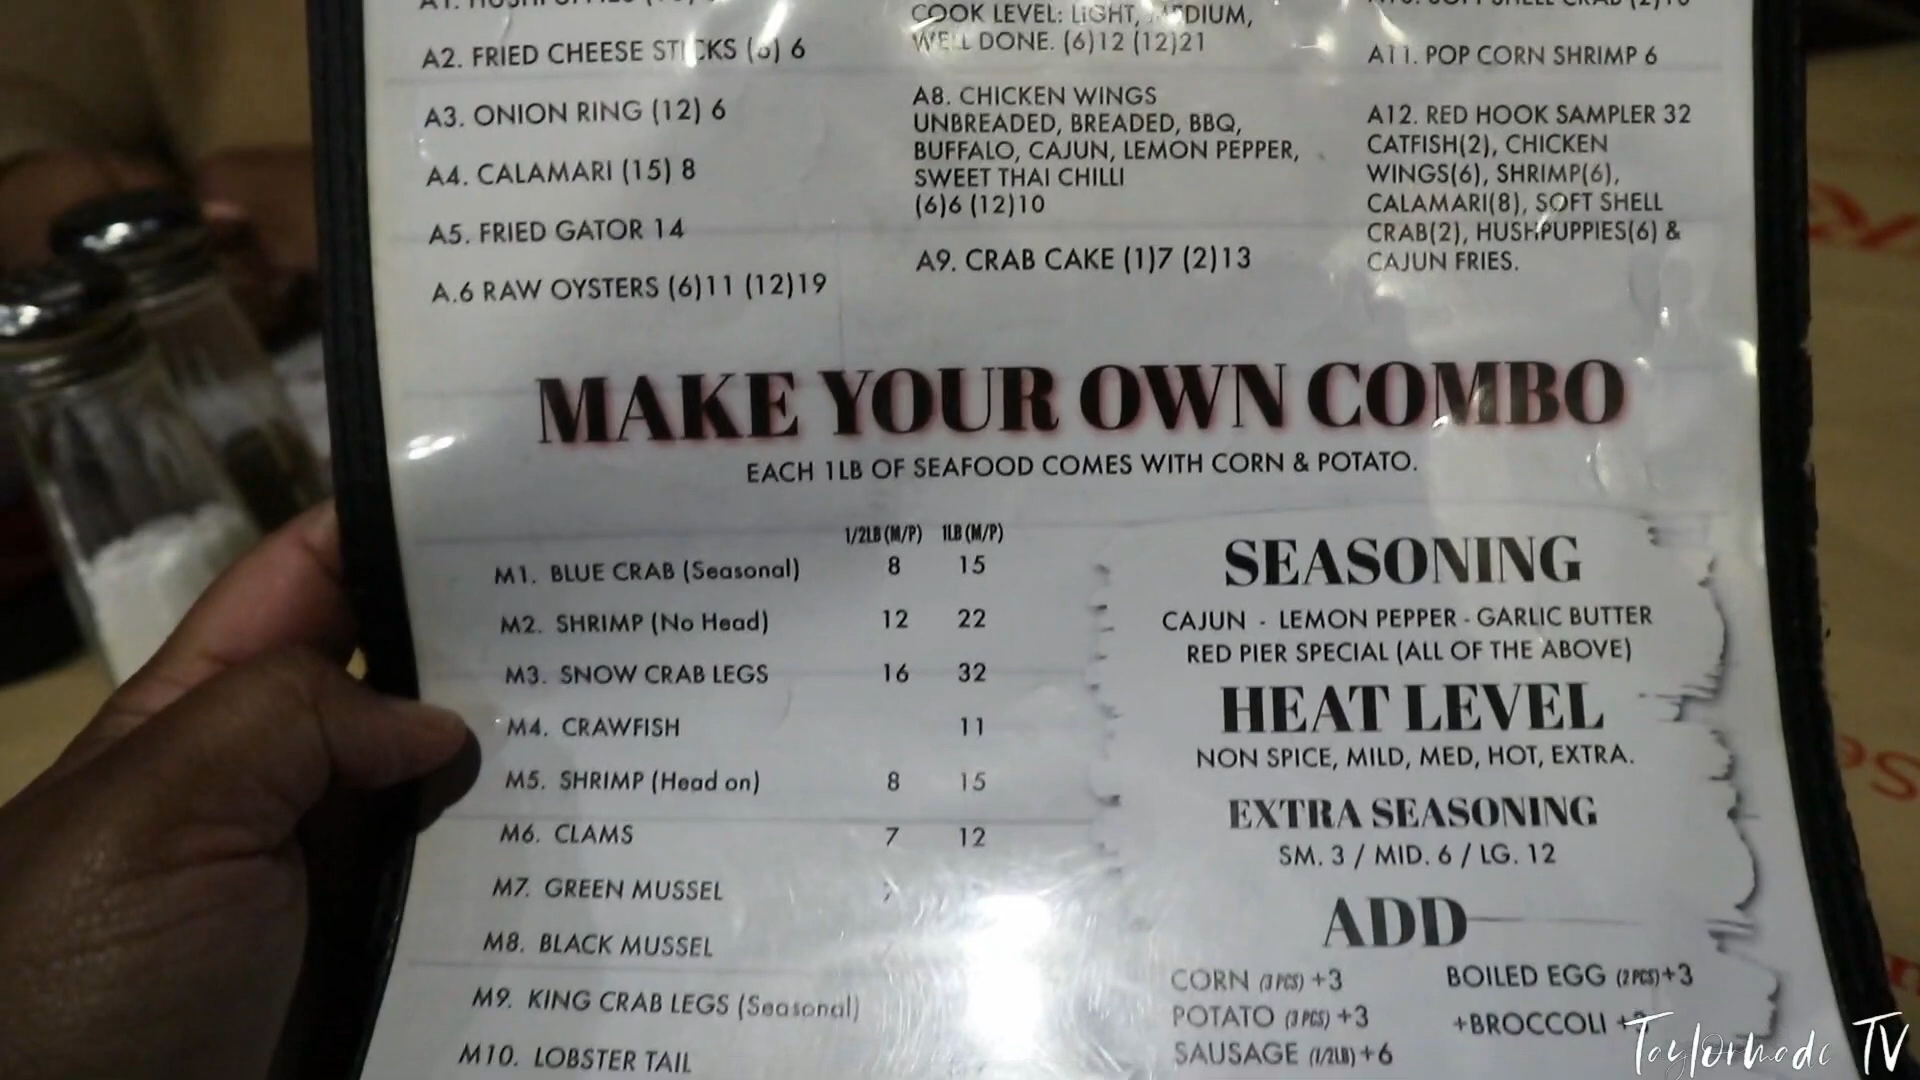 A2. FRIED CHEESE STICKS (6) 6
A3. ONION RING (12) 6
A4. CALAMARI (15) 8
A5. FRIED GATOR 14
A.6 RAW OYSTERS (6)11 (12)19
COOK LEVEL: LIGHT, MEDIUM,
WELL DONE. (6)12 (12)21
A8. CHICKEN WINGS
UNBREADED, BREADED, BBQ,
BUFFALO, CAJUN, LEMON PEPPER,
SWEET THAI CHILLI
(6)6 (12)10
A9. CRAB CAKE (1)7 (2)13
A11. POP CORN SHRIMP 6
A12. RED HOOK SAMPLER 32
CATFISH(2), CHICKEN
WINGS(6), SHRIMP(6),
CALAMARI(8), SOFT SHELL
CRAB(2), HUSHPUPPIES(6) &
CAJUN FRIES.
MAKE YOUR OWN COMBO
EACH 1LB OF SEAFOOD COMES WITH CORN & POTATO.
1/2LB (M/P) 1LB (M/P)
M1. BLUE CRAB (Seasonal) 8 15
M2. SHRIMP (No Head) 12 22
M3. SNOW CRAB LEGS 16 32
M4. CRAWFISH 11
M5. SHRIMP (Head on) 8 15
M6. CLAMS 7 12
M7. GREEN MUSSEL
M8. BLACK MUSSEL
M9. KING CRAB LEGS (Seasonal)
M10. LOBSTER TAIL
SEASONING
CAJUN - LEMON PEPPER - GARLIC BUTTER
RED PIER SPECIAL (ALL OF THE ABOVE)
HEAT LEVEL
NON SPICE, MILD, MED, HOT, EXTRA.
EXTRA SEASONING
SM. 3 / MID. 6 / LG. 12
ADD
CORN (3 PCS) +3
POTATO (3 PCS) +3
SAUSAGE (1/2LB) +6
BOILED EGG (2 PCS) +3
+BROCCOLI
Taylormade TV